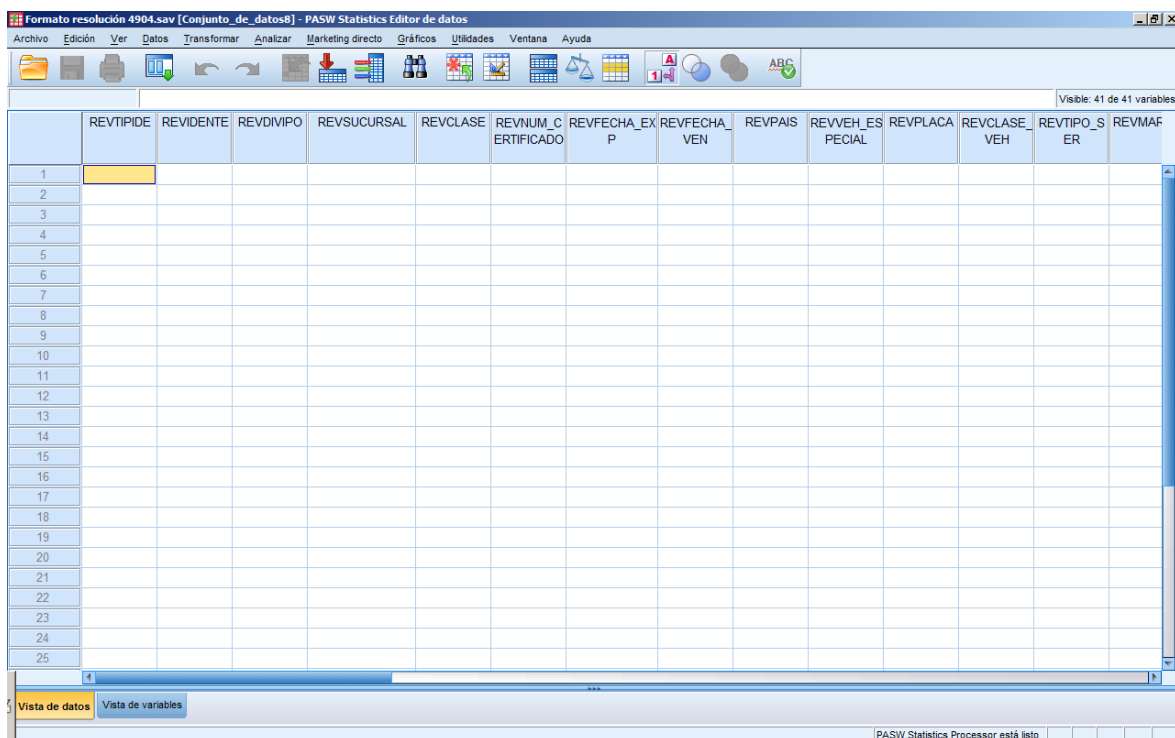 Formato resolución 4904.sav [Conjunto_de_datos8] - PASW Statistics Editor de datos
Archivo Edición Ver Datos Transformar Analizar Marketing directo Gráficos Utilidades Ventana Ayuda
A
1
ABC
Visible: 41 de 41 variables
REVTIPIDE REVIDENTE REVDIVIPO REVSUCURSAL REVCLASE REVNUM_C REVFECHA_EX REVFECHA_ REVPAIS REVVEH_ES REVPLACA REVCLASE_ REVTIPO_S REVMAR
ERTIFICADO P VEN PECIAL VEH ER
1
2
3
4
5
6
7
8
9
10
11
12
13
14
15
16
17
18
19
20
21
22
23
24
25
Vista de datos Vista de variables
PASW Statistics Processor está listo